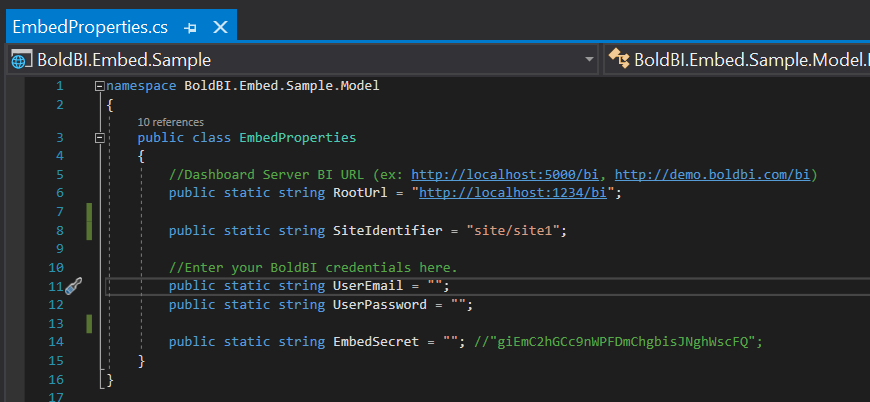 EmbedProperties.cs
BoldBI.Embed.Sample
BoldBI.Embed.Sample.Model.
1 namespace BoldBI.Embed.Sample.Model
2 {
10 references
3 public class EmbedProperties
4 {
5 //Dashboard Server BI URL (ex: http://localhost:5000/bi, http://demo.boldbi.com/bi)
6 public static string RootUrl = "http://localhost:1234/bi";
7
8 public static string SiteIdentifier = "site/site1";
9
10 //Enter your BoldBI credentials here.
11 public static string UserEmail = "";
12 public static string UserPassword = "";
13
14 public static string EmbedSecret = ""; //"giEmC2hGCc9nWPFDmChgbisJNghWscFQ";
15 }
16 }
17